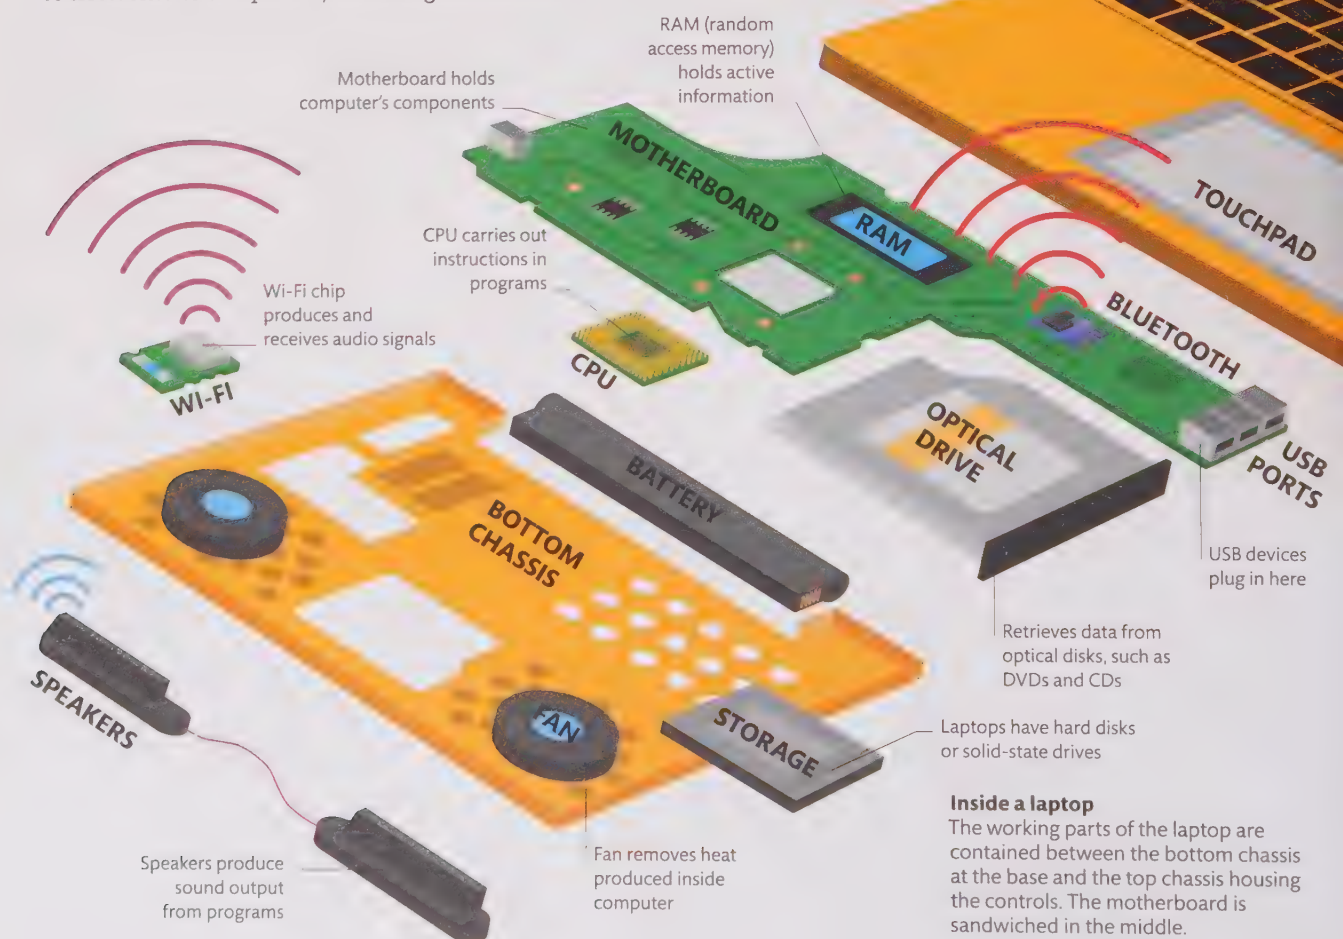 RAM (random
access memory)
holds active
information
Motherboard holds
computer's components
MOTHERBOARD
RAM
TOUCHPAD
CPU carries out
instructions in
programs
Wi-Fi chip
produces and
receives audio signals
BLUETOOTH
CPU
WI-FI
OPTICAL
DRIVE
USB
PORTS
BATTERY
BOTTOM
CHASSIS
USB devices
plug in here
Retrieves data from
optical disks, such as
DVDs and CDs
SPEAKERS
FAN
STORAGE
Laptops have hard disks
or solid-state drives
Inside a laptop
The working parts of the laptop are
contained between the bottom chassis
at the base and the top chassis housing
the controls. The motherboard is
sandwiched in the middle.
Fan removes heat
produced inside
computer
Speakers produce
sound output
from programs